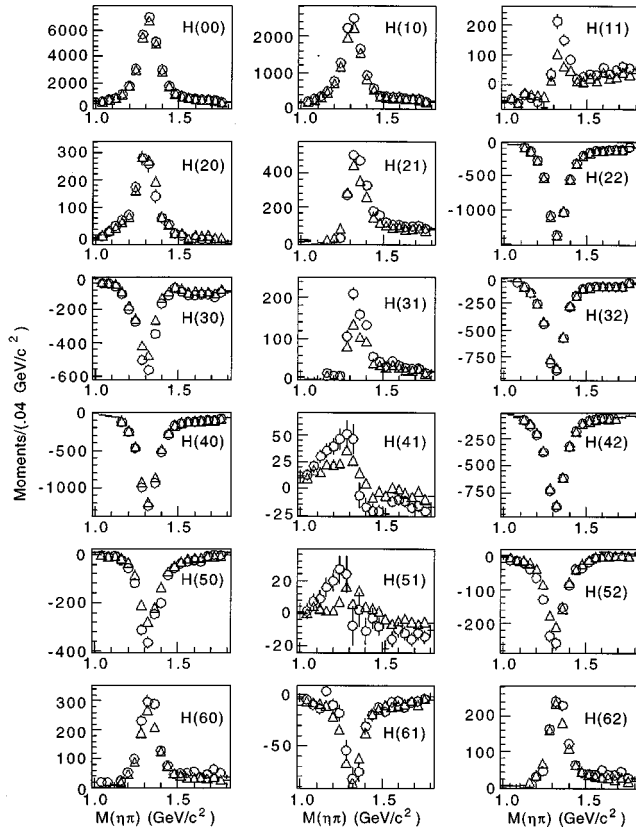 H(00) H(10) H(11)
6000 4000 2000 0
2000 1000 0
200 100 0
1.0 1.5 1.0 1.5 1.0 1.5
H(20) H(21) H(22)
300 200 100 0
400 200 0
0 -500 -1000
1.0 1.5 1.0 1.5 1.0 1.5
H(30) H(31) H(32)
0 -200 -400 -600
200 100 0
0 -250 -500 -750
1.0 1.5 1.0 1.5 1.0 1.5
Moments/(.04 GeV/c²)
H(40) H(41) H(42)
0 -500 -1000
50 25 0 -25
0 -250 -500 -750
1.0 1.5 1.0 1.5 1.0 1.5
H(50) H(51) H(52)
0 -200 -400
20 0 -20
0 -100 -200 -300
1.0 1.5 1.0 1.5 1.0 1.5
H(60) H(61) H(62)
300 200 100 0
0 -50
200 100 0
1.0 1.5 1.0 1.5 1.0 1.5
M(ηπ) (GeV/c²) M(ηπ) (GeV/c²) M(ηπ) (GeV/c²)